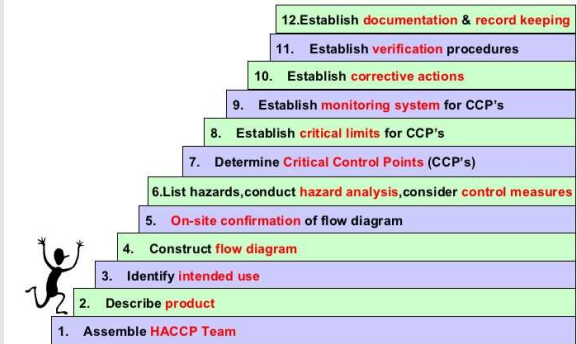 12.Establish documentation & record keeping
11. Establish verification procedures
10. Establish corrective actions
9. Establish monitoring system for CCP's
8. Establish critical limits for CCP's
7. Determine Critical Control Points (CCP's)
6.List hazards,conduct hazard analysis,consider control measures
5. On-site confirmation of flow diagram
4. Construct flow diagram
3. Identify intended use
2. Describe product
1. Assemble HACCP Team